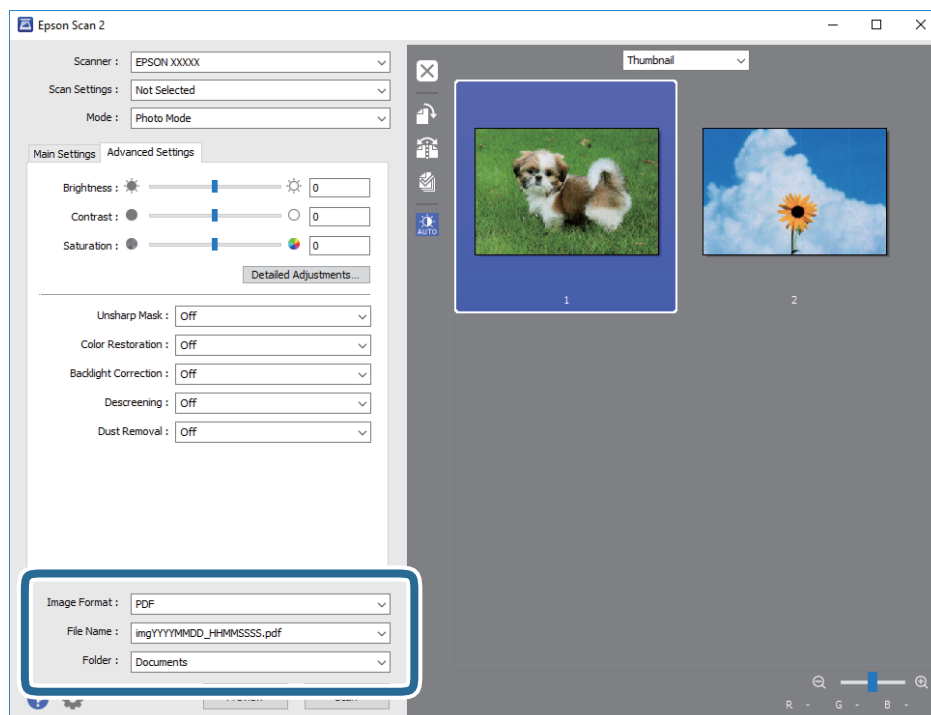 Epson Scan 2
Scanner : EPSON XXXXX
Scan Settings : Not Selected
Mode : Photo Mode
Main Settings Advanced Settings
Brightness : 0
Contrast : 0
Saturation : 0
Detailed Adjustments...
Unsharp Mask : Off
Color Restoration : Off
Backlight Correction : Off
Descreening : Off
Dust Removal : Off
Image Format : PDF
File Name : imgYYYYMMDD_HHMMSSSS.pdf
Folder : Documents
Thumbnail
AUTO
1
2
R - G - B -